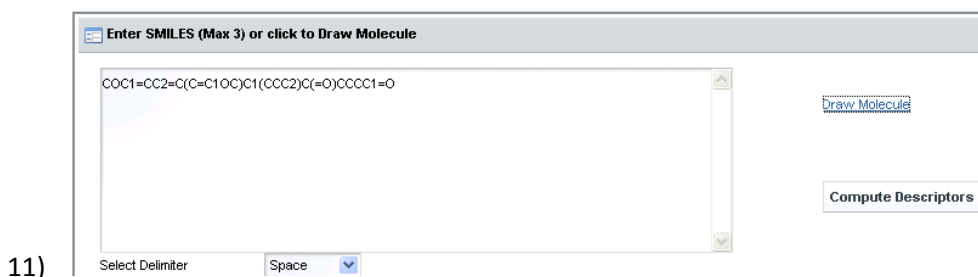 Enter SMILES (Max 3) or click to Draw Molecule
COC1=CC2=C(C=C1OC)C1(CCC2)C(=O)CCCC1=O
Draw Molecule
Compute Descriptors
11)
Select Delimiter Space